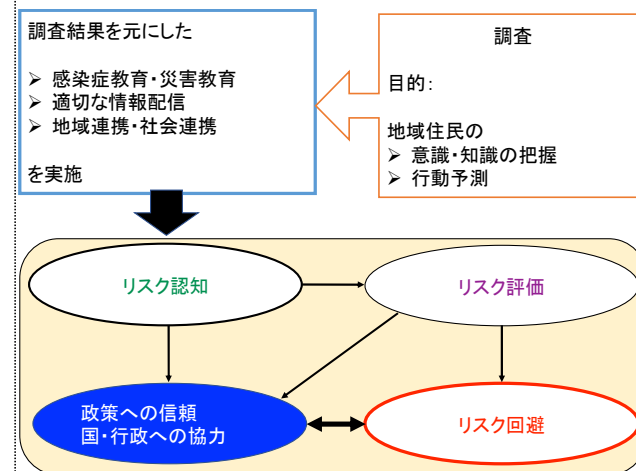 調査結果を元にした
➢ 感染症教育・災害教育
➢ 適切な情報配信
➢ 地域連携・社会連携
を実施
調査
目的:
地域住民の
➢ 意識・知識の把握
➢ 行動予測
リスク認知
リスク評価
政策への信頼
国・行政への協力
リスク回避